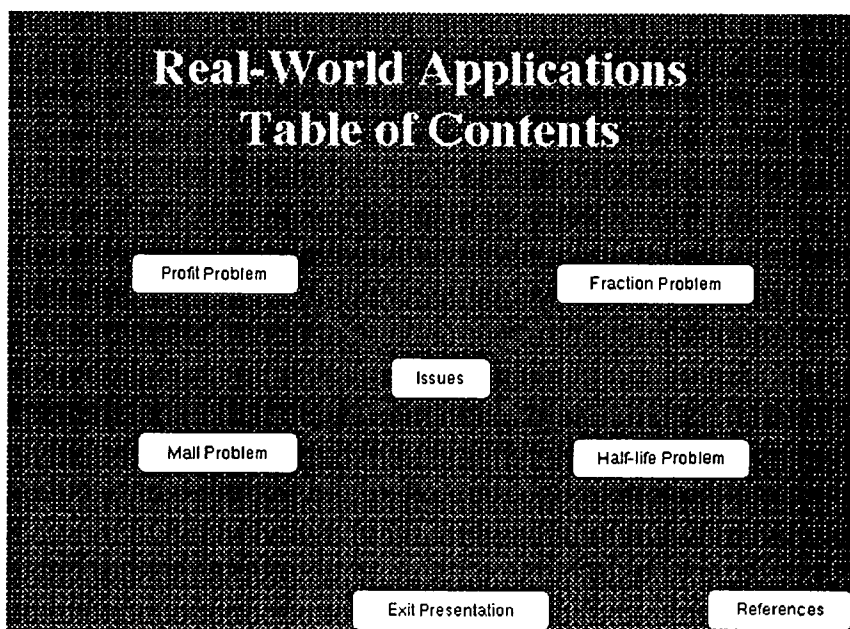 Real-World Applications
Table of Contents
Profit Problem
Fraction Problem
Issues
Mall Problem
Half-life Problem
Exit Presentation
References